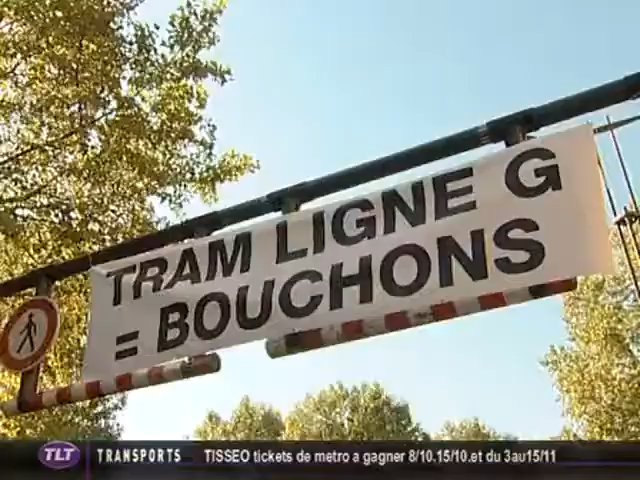 TRAM LIGNE G
= BOUCHONS
TLT TRANSPORTS TISSEO tickets de metro a gagner 8/10.15/10.et du 3au15/11